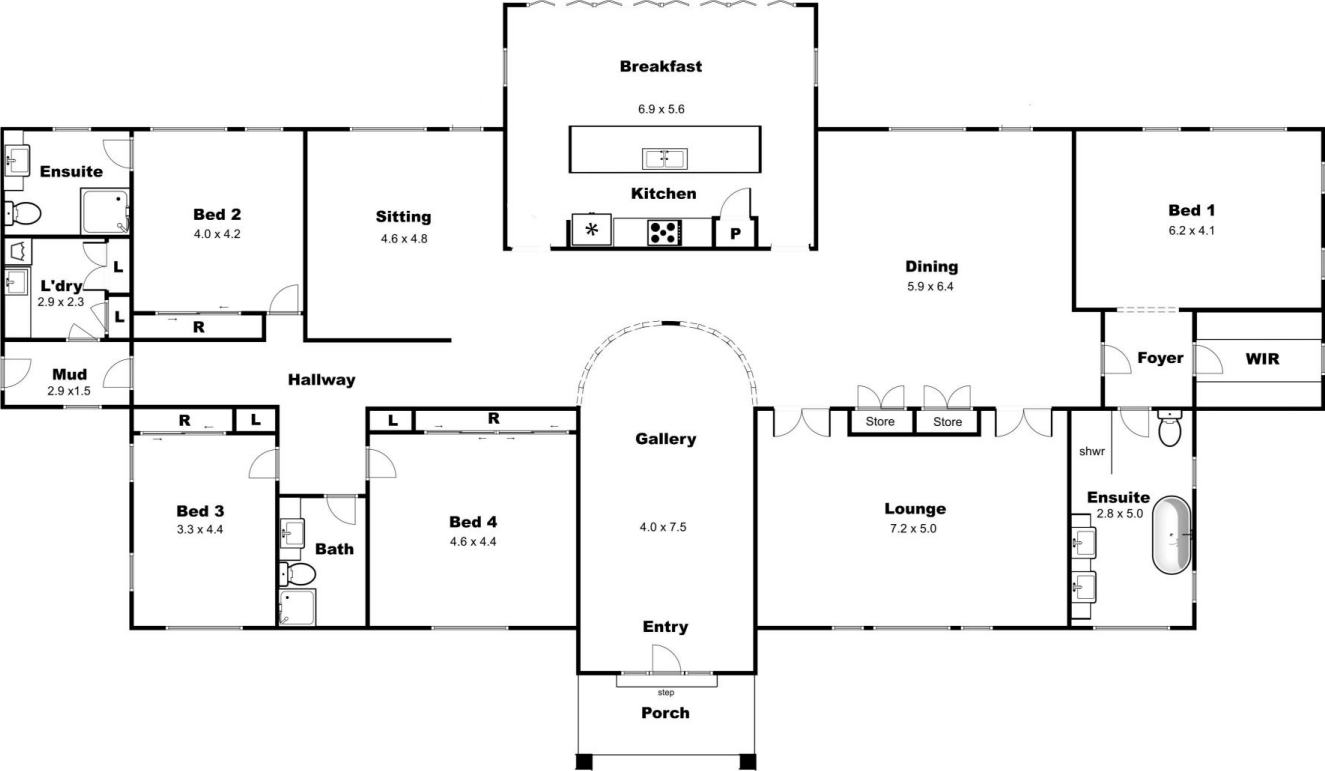 Breakfast
6.9 x 5.6
Kitchen
P
Ensuite
Bed 2
4.0 x 4.2
Sitting
4.6 x 4.8
Bed 1
6.2 x 4.1
Dining
5.9 x 6.4
L'dry
2.9 x 2.3
L
L
R
Mud
2.9 x1.5
Hallway
Foyer
WIR
R
L
L
R
Store
Store
Gallery
4.0 x 7.5
shwr
Ensuite
2.8 x 5.0
Bed 3
3.3 x 4.4
Bath
Bed 4
4.6 x 4.4
Lounge
7.2 x 5.0
Entry
step
Porch